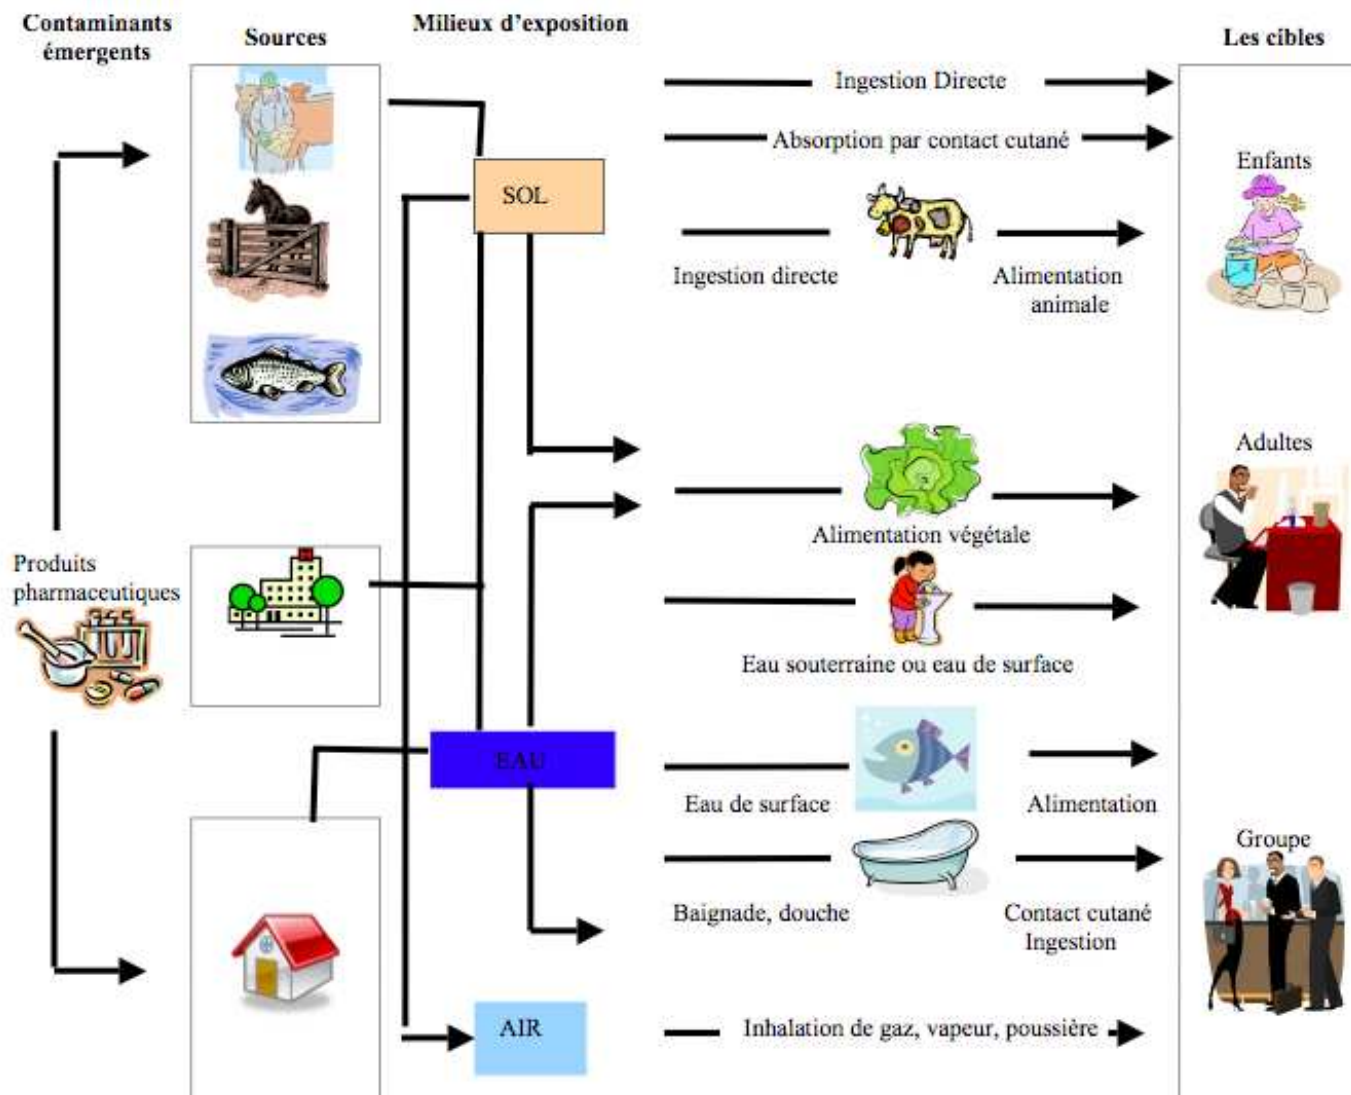 Contaminants
émergents
Sources
Milieux d'exposition
Les cibles
Ingestion Directe
Absorption par contact cutané
Enfants
SOL
Ingestion directe
Alimentation
animale
Adultes
Alimentation végétale
Produits
pharmaceutiques
Eau souterraine ou eau de surface
EAU
Eau de surface
Alimentation
Groupe
Baignade, douche
Contact cutané
Ingestion
AIR
Inhalation de gaz, vapeur, poussière